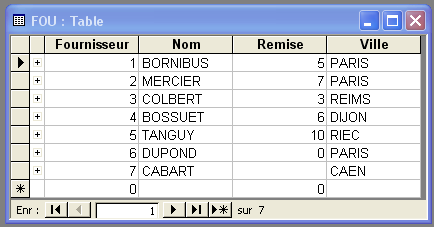 FOU : Table
Fournisseur Nom Remise Ville
+ 1 BORNIBUS 5 PARIS
+ 2 MERCIER 7 PARIS
+ 3 COLBERT 3 REIMS
+ 4 BOSSUET 6 DIJON
+ 5 TANGUY 10 RIEC
+ 6 DUPOND 0 PARIS
+ 7 CABART CAEN
0 0
Enr : 1 sur 7